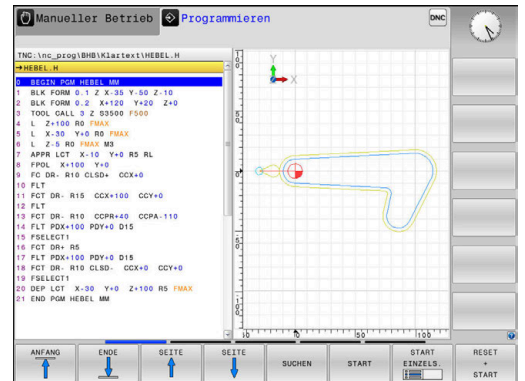 Manueller Betrieb
Programmieren
DNC
TNC:\nc_prog\BHB\Klartext\HEBEL.H
→HEBEL.H
0 BEGIN PGM HEBEL MM
1 BLK FORM 0.1 Z X-35 Y-50 Z-10
2 BLK FORM 0.2 X+120 Y+20 Z+0
3 TOOL CALL 3 Z S3500 F500
4 L Z+100 R0 FMAX
5 L X-30 Y+0 R0 FMAX
6 L Z-5 R0 FMAX M3
7 APPR LCT X-10 Y+0 R5 RL
8 FPOL X+100 Y+0
9 FC DR- R10 CLSD+ CCX+0
10 FLT
11 FCT DR- R15 CCX+100 CCY+0
12 FLT
13 FCT DR- R10 CCPR+40 CCPA-110
14 FLT PDX+100 PDY+0 D15
15 FSELECT1
16 FCT DR+ R5
17 FLT PDX+100 PDY+0 D15
18 FCT DR- R10 CLSD- CCX+0 CCY+0
19 FSELECT1
20 DEP LCT X-30 Y+0 Z+100 R5 FMAX
21 END PGM HEBEL MM
Y
X
0
50
100
ANFANG
ENDE
SEITE
SEITE
SUCHEN
START
START
EINZELS.
RESET
+
START